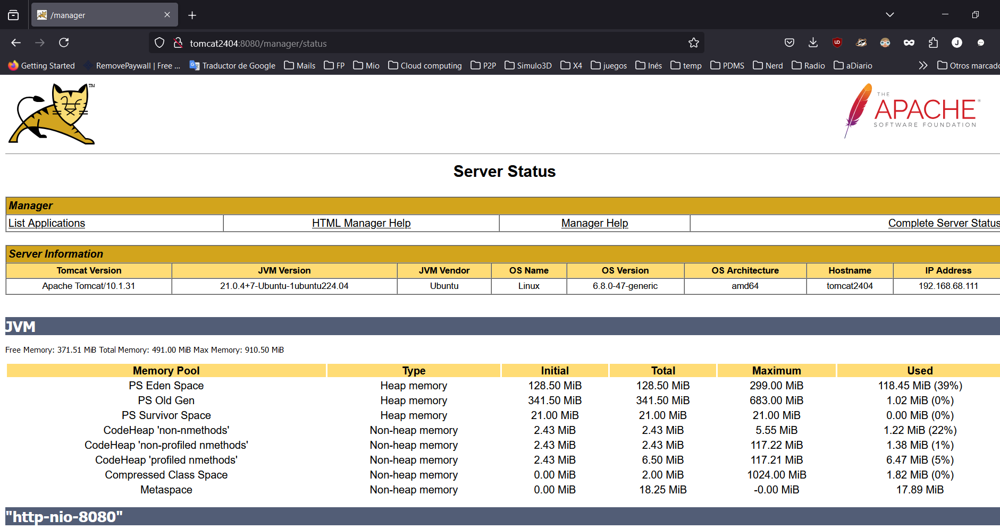 /manager
tomcat2404:8080/manager/status
Getting Started RemovePaywall | Free ... Traductor de Google Mails FP Mio Cloud computing P2P Simulo3D X4 juegos Inés temp PDMS Nerd Radio aDiario Otros marcado
TM
THE
APACHE®
SOFTWARE FOUNDATION
Server Status
Manager
List Applications HTML Manager Help Manager Help Complete Server Status
Server Information
Tomcat Version JVM Version JVM Vendor OS Name OS Version OS Architecture Hostname IP Address
Apache Tomcat/10.1.31 21.0.4+7-Ubuntu-1ubuntu224.04 Ubuntu Linux 6.8.0-47-generic amd64 tomcat2404 192.168.68.111
JVM
Free Memory: 371.51 MiB Total Memory: 491.00 MiB Max Memory: 910.50 MiB
Memory Pool Type Initial Total Maximum Used
PS Eden Space Heap memory 128.50 MiB 128.50 MiB 299.00 MiB 118.45 MiB (39%)
PS Old Gen Heap memory 341.50 MiB 341.50 MiB 683.00 MiB 1.02 MiB (0%)
PS Survivor Space Heap memory 21.00 MiB 21.00 MiB 21.00 MiB 0.00 MiB (0%)
CodeHeap 'non-nmethods' Non-heap memory 2.43 MiB 2.43 MiB 5.55 MiB 1.22 MiB (22%)
CodeHeap 'non-profiled nmethods' Non-heap memory 2.43 MiB 2.43 MiB 117.22 MiB 1.38 MiB (1%)
CodeHeap 'profiled nmethods' Non-heap memory 2.43 MiB 6.50 MiB 117.21 MiB 6.47 MiB (5%)
Compressed Class Space Non-heap memory 0.00 MiB 2.00 MiB 1024.00 MiB 1.82 MiB (0%)
Metaspace Non-heap memory 0.00 MiB 18.25 MiB -0.00 MiB 17.89 MiB
"http-nio-8080"